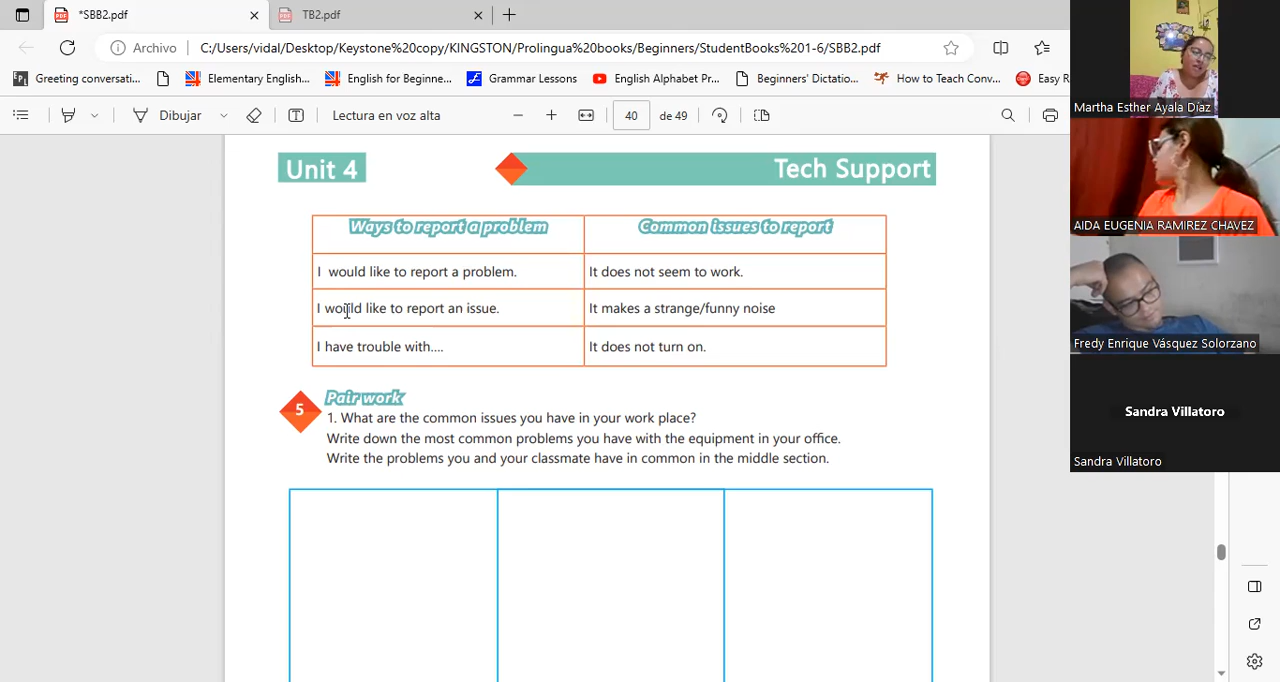 *SBB2.pdf
TB2.pdf
Archivo
C:/Users/vidal/Desktop/Keystone%20copy/KINGSTON/Prolingua%20books/Beginners/StudentBooks%201-6/SBB2.pdf
Greeting conversati...
Elementary English...
English for Beginne...
Grammar Lessons
English Alphabet Pr...
Beginners' Dictatio...
How to Teach Conv...
Easy R
Dibujar
Lectura en voz alta
40
de 49
Unit 4
Tech Support
Ways to report a problem
Common issues to report
I would like to report a problem.
It does not seem to work.
I would like to report an issue.
It makes a strange/funny noise
I have trouble with....
It does not turn on.
5
Pair work
1. What are the common issues you have in your work place?
Write down the most common problems you have with the equipment in your office.
Write the problems you and your classmate have in common in the middle section.
Martha Esther Ayala Díaz
AIDA EUGENIA RAMIREZ CHAVEZ
Fredy Enrique Vásquez Solorzano
Sandra Villatoro
Sandra Villatoro